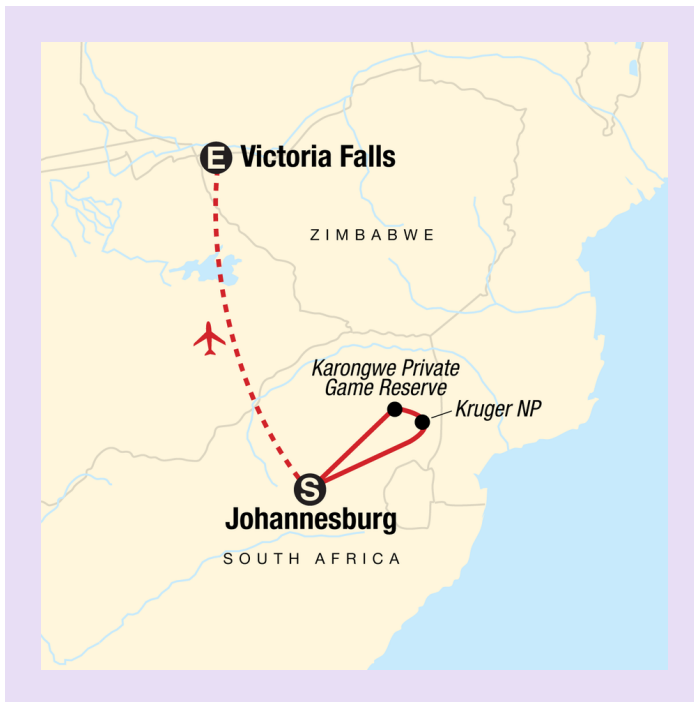 E Victoria Falls
ZIMBABWE
Karongwe Private
Game Reserve
Kruger NP
S
Johannesburg
SOUTH AFRICA